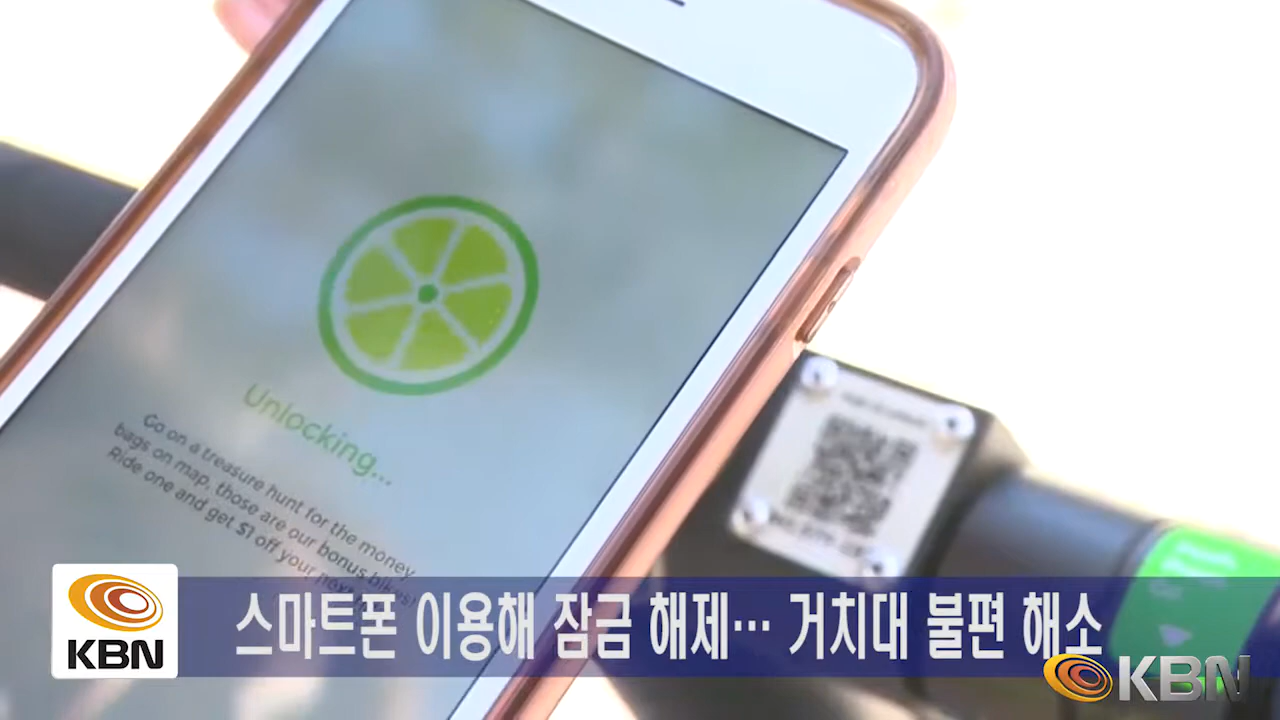 Unlocking...
Go on a treasure hunt for the money
bags on map, those are our bonus bikes!
Ride one and get $1 off your next
KBN
스마트폰 이용해 잠금 해제… 거치대 불편 해소
KBN